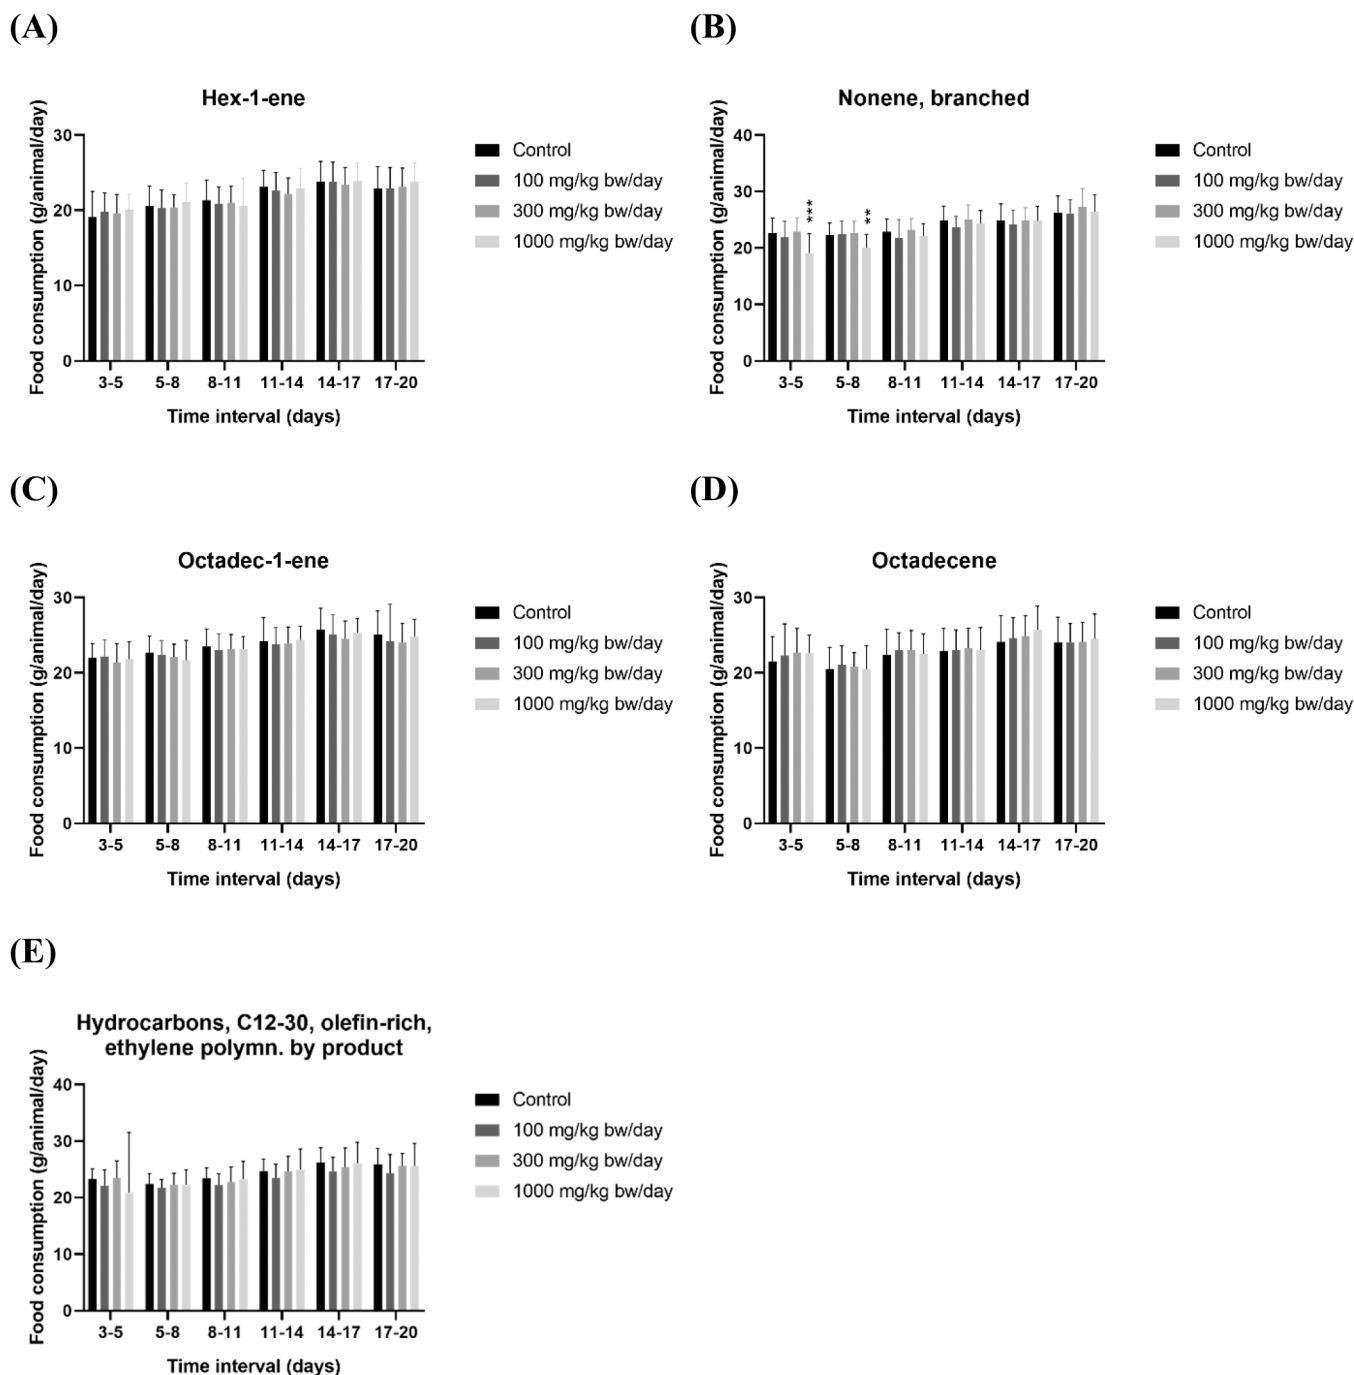 (A)
Hex-1-ene
Food consumption (g/animal/day)
30
20
10
0
3-5 5-8 8-11 11-14 14-17 17-20
Time interval (days)
Control
100 mg/kg bw/day
300 mg/kg bw/day
1000 mg/kg bw/day
(B)
Nonene, branched
Food consumption (g/animal/day)
40
30
20
10
0
***
**
3-5 5-8 8-11 11-14 14-17 17-20
Time interval (days)
Control
100 mg/kg bw/day
300 mg/kg bw/day
1000 mg/kg bw/day
(C)
Octadec-1-ene
Food consumption (g/animal/day)
30
20
10
0
3-5 5-8 8-11 11-14 14-17 17-20
Time interval (days)
Control
100 mg/kg bw/day
300 mg/kg bw/day
1000 mg/kg bw/day
(D)
Octadecene
Food consumption (g/animal/day)
30
20
10
0
3-5 5-8 8-11 11-14 14-17 17-20
Time interval (days)
Control
100 mg/kg bw/day
300 mg/kg bw/day
1000 mg/kg bw/day
(E)
Hydrocarbons, C12-30, olefin-rich,
ethylene polymn. by product
Food consumption (g/animal/day)
40
30
20
10
0
3-5 5-8 8-11 11-14 14-17 17-20
Time interval (days)
Control
100 mg/kg bw/day
300 mg/kg bw/day
1000 mg/kg bw/day